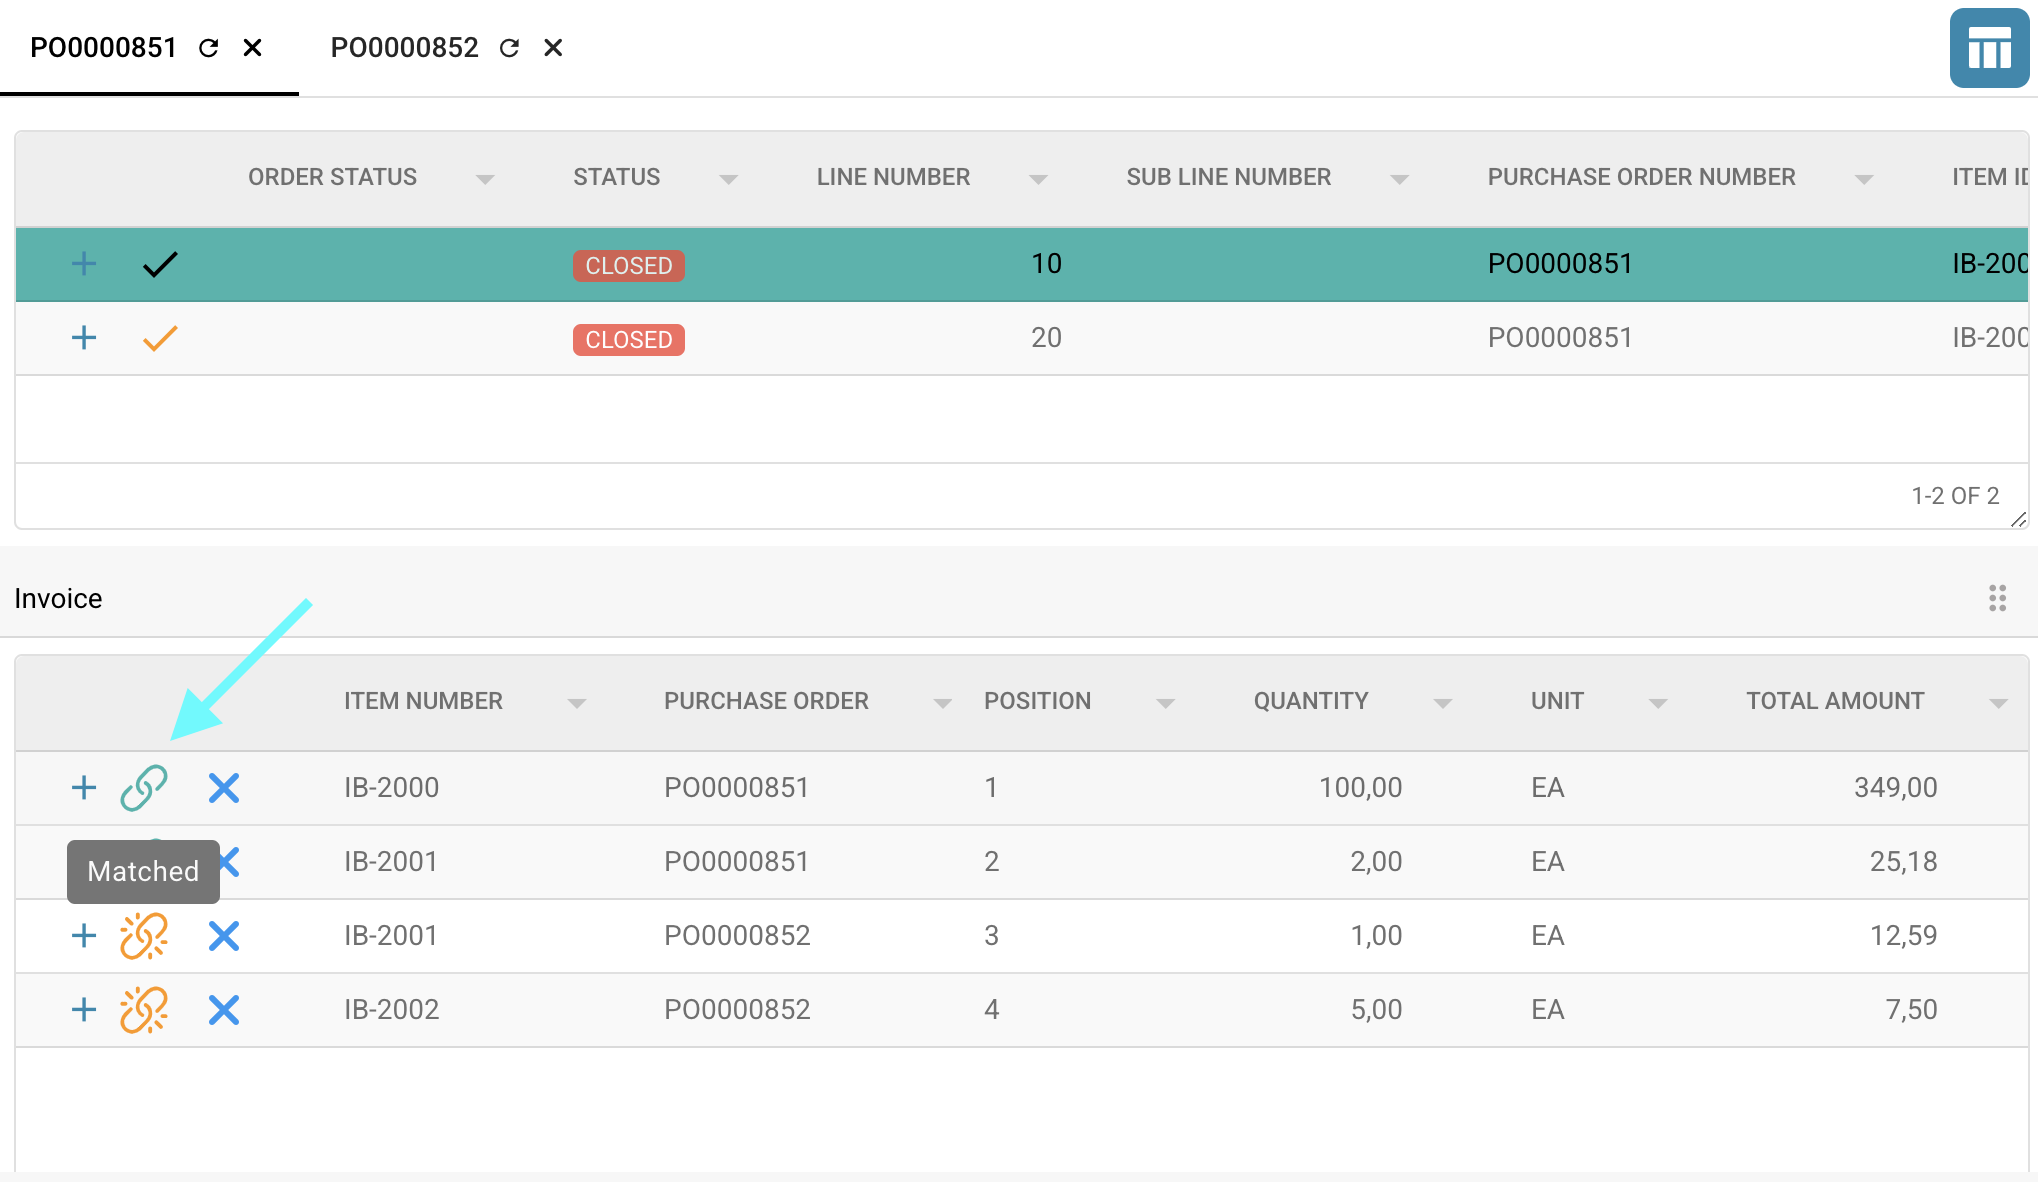 PO0000851 PO0000852
ORDER STATUS STATUS LINE NUMBER SUB LINE NUMBER PURCHASE ORDER NUMBER ITEM ID
CLOSED 10 PO0000851 IB-200
CLOSED 20 PO0000851 IB-200
1-2 OF 2
Invoice
ITEM NUMBER PURCHASE ORDER POSITION QUANTITY UNIT TOTAL AMOUNT
IB-2000 PO0000851 1 100,00 EA 349,00
Matched IB-2001 PO0000851 2 2,00 EA 25,18
IB-2001 PO0000852 3 1,00 EA 12,59
IB-2002 PO0000852 4 5,00 EA 7,50